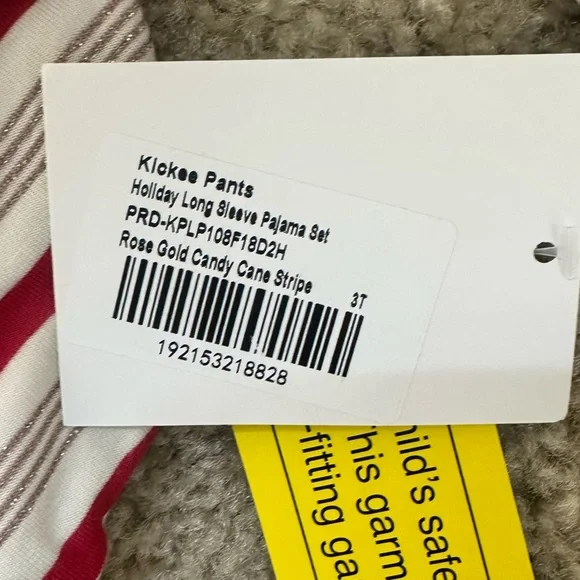 Kickee Pants
Holiday Long Sleeve Pajama Set
PRD-KPLP108F18D2H
Rose Gold Candy Cane Stripe 3T
192153218828
hild's safe
This garm
-fitting ga